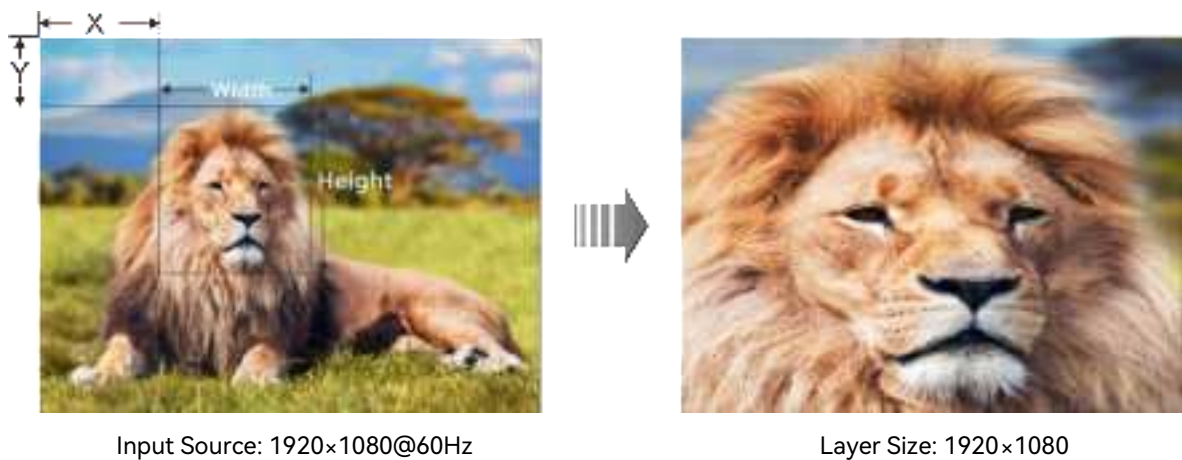 X
Y
Width
Height
Input Source: 1920×1080@60Hz
Layer Size: 1920×1080